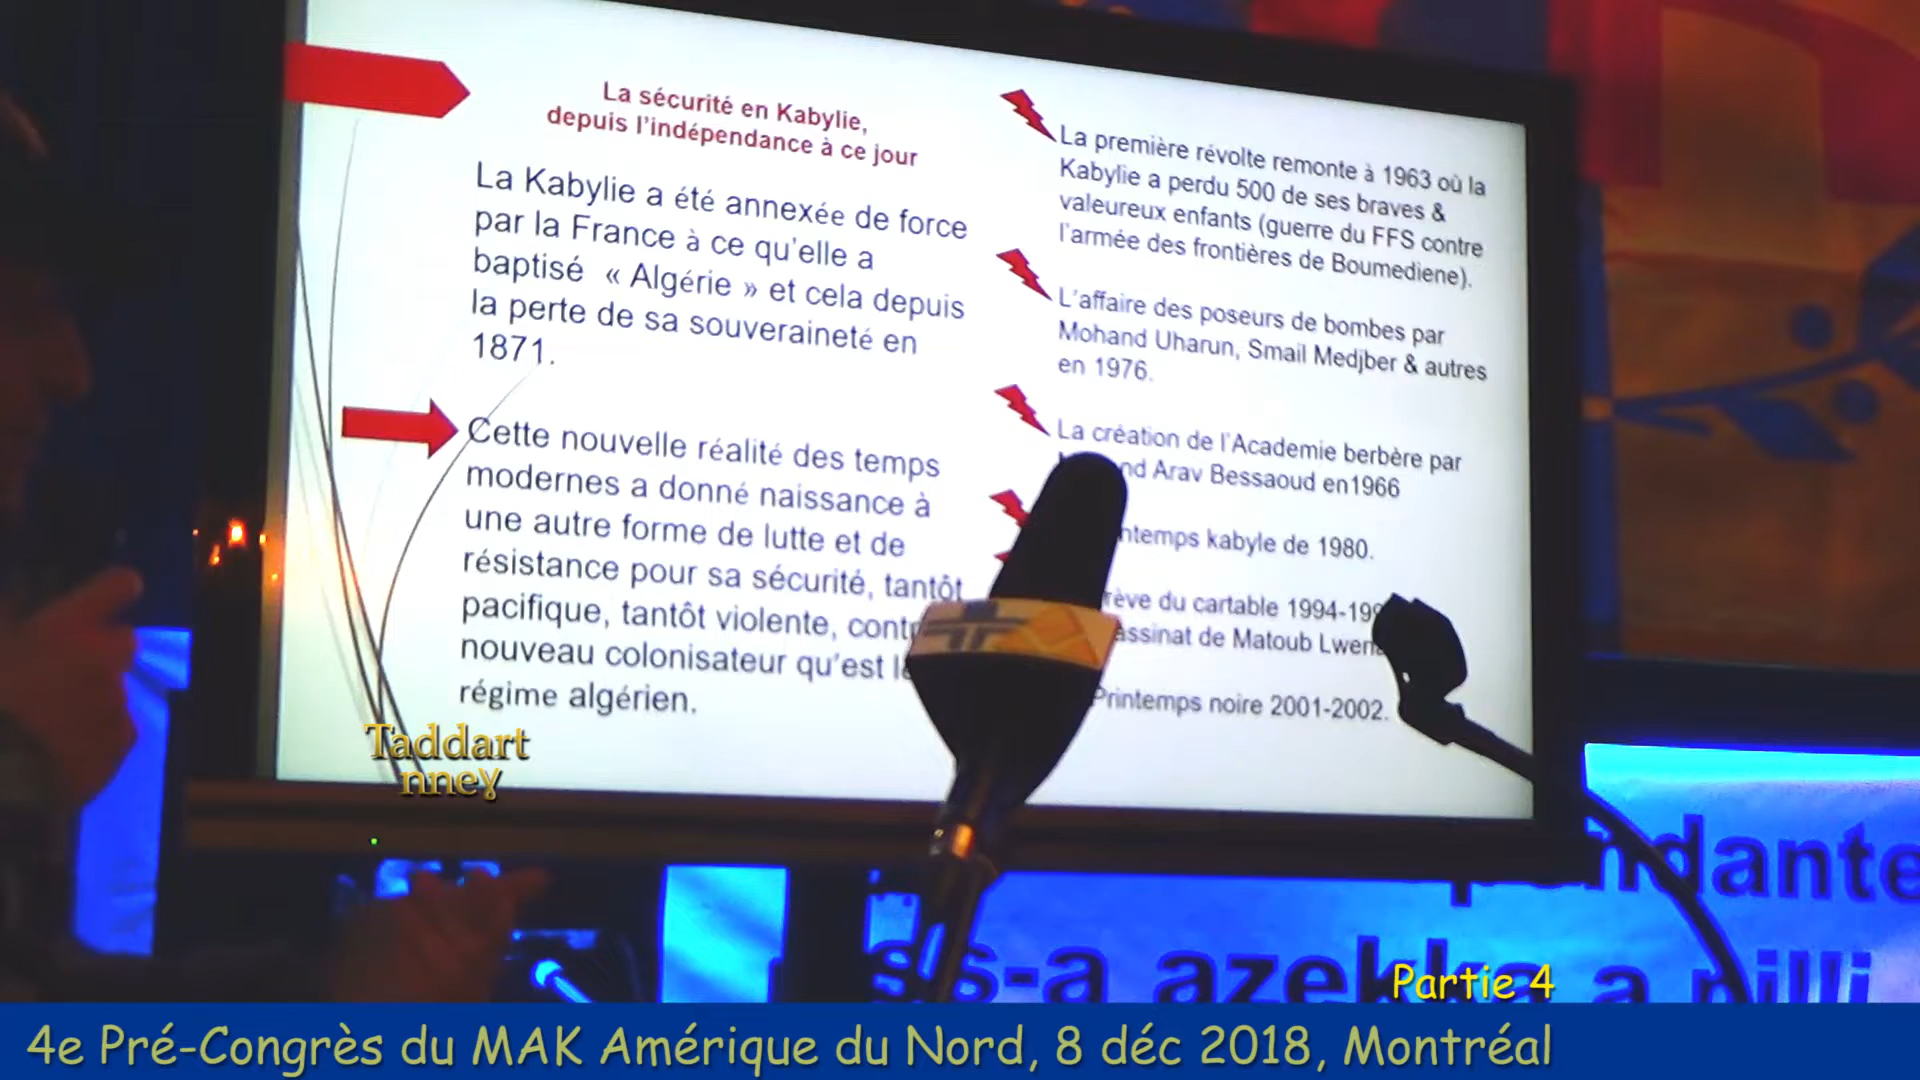 La sécurité en Kabylie,
depuis l'indépendance à ce jour
La Kabylie a été annexée de force
par la France à ce qu'elle a
baptisé « Algérie » et cela depuis
la perte de sa souveraineté en
1871.
Cette nouvelle réalité des temps
modernes a donné naissance à
une autre forme de lutte et de
résistance pour sa sécurité, tantôt
pacifique, tantôt violente,
nouveau colonisateur qu'est
régime algérien.
La première révolte remonte à 1963 où la
Kabylie a perdu 500 de ses braves &
valeureux enfants (guerre du FFS contre
l'armée des frontières de Boumediene).
L'affaire des poseurs de bombes par
Mohand Uharun, Smail Medjber & autres
en 1976.
La création de l'Academie berbère par
Arav Bessaoud en1966
kabyle de 1980.
du cartable
de Matoub
Printemps noire 2001-2002.
Taddart
nneɣ
ss-a azekka a nilli
Partie 4
4e Pré-Congrès du MAK Amérique du Nord, 8 déc 2018, Montréal